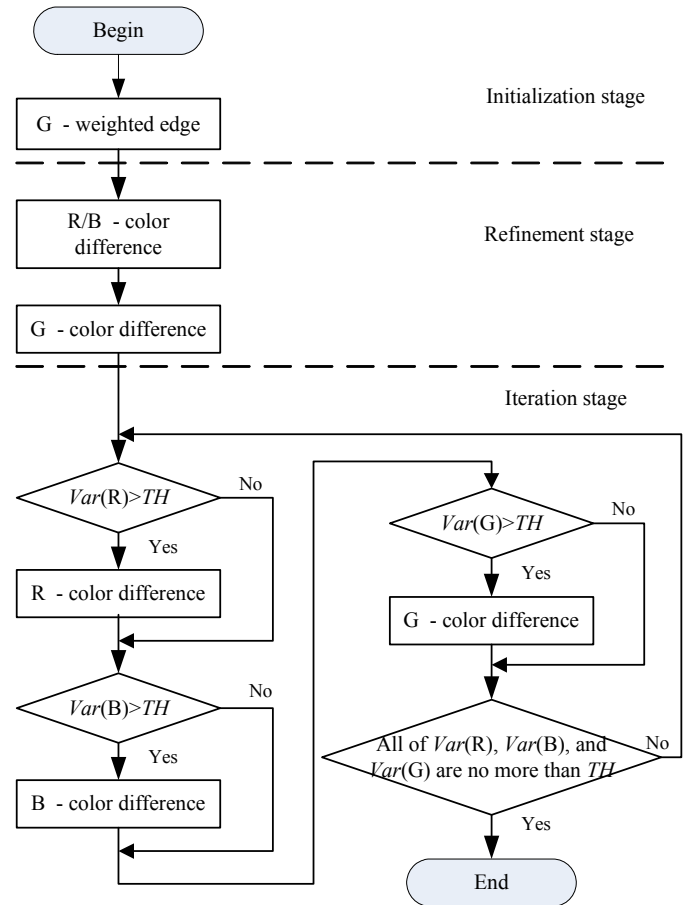 Begin
Initialization stage
G - weighted edge
R/B - color
difference
Refinement stage
G - color difference
Iteration stage
Var(R)>TH
No
Yes
R - color difference
Var(B)>TH
No
Yes
B - color difference
Var(G)>TH
No
Yes
G - color difference
All of Var(R), Var(B), and
Var(G) are no more than TH
No
Yes
End